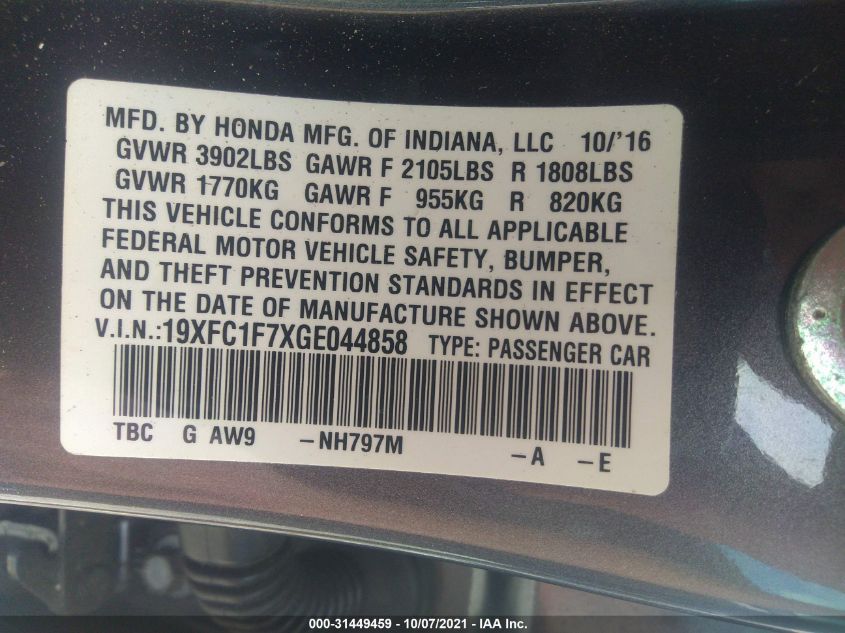 MFD. BY HONDA MFG. OF INDIANA, LLC 10/'16
GVWR 3902LBS GAWR F 2105LBS R 1808LBS
GVWR 1770KG GAWR F 955KG R 820KG
THIS VEHICLE CONFORMS TO ALL APPLICABLE
FEDERAL MOTOR VEHICLE SAFETY, BUMPER,
AND THEFT PREVENTION STANDARDS IN EFFECT
ON THE DATE OF MANUFACTURE SHOWN ABOVE.
V.I.N.:19XFC1F7XGE044858 TYPE: PASSENGER CAR
TBC G AW9 -NH797M -A -E
000-31449459 - 10/07/2021 - IAA Inc.